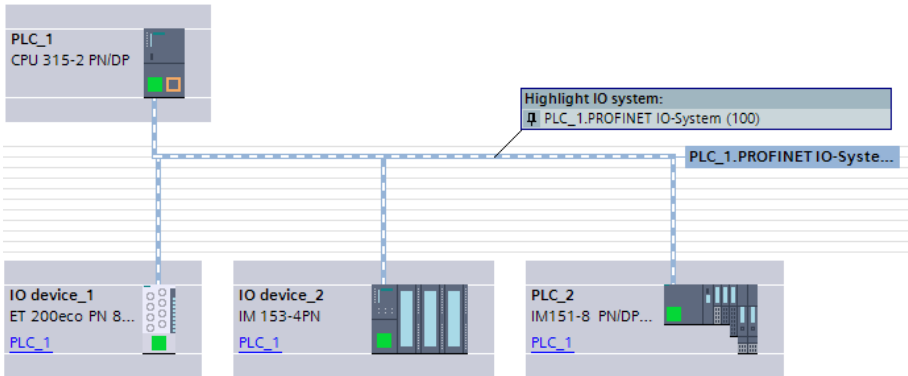 PLC_1
CPU 315-2 PN/DP
Highlight IO system:
PLC_1.PROFINET IO-System (100)
PLC_1.PROFINET IO-Syste...
IO device_1
ET 200eco PN 8...
PLC_1
IO device_2
IM 153-4PN
PLC_1
PLC_2
IM151-8 PN/DP...
PLC_1